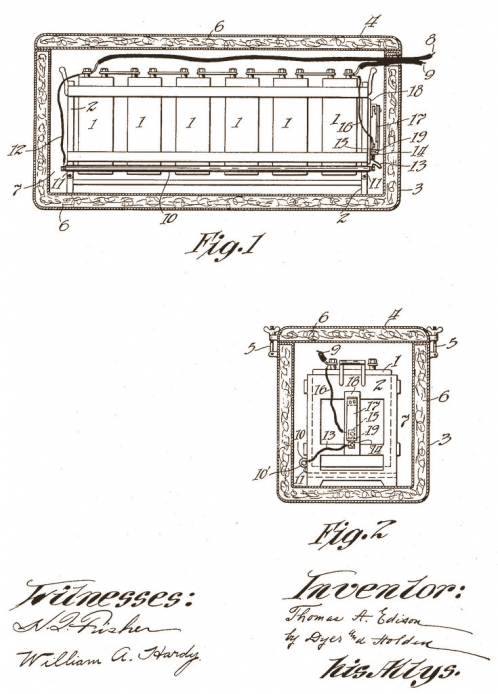 6 4 8
9
18
2 16 17
1 1 1 1 1 1
15 19
12 14
13
7 11 11 3
6 10 2
Fig.1
6 4
5 9 1 5
2 6
16 18
17
15 7
10 13 19 3
10' 14
11
Fig.2
Witnesses:
William A. Hardy.
Inventor:
Thomas A. Edison
by Dyer and Holden
his Attys.